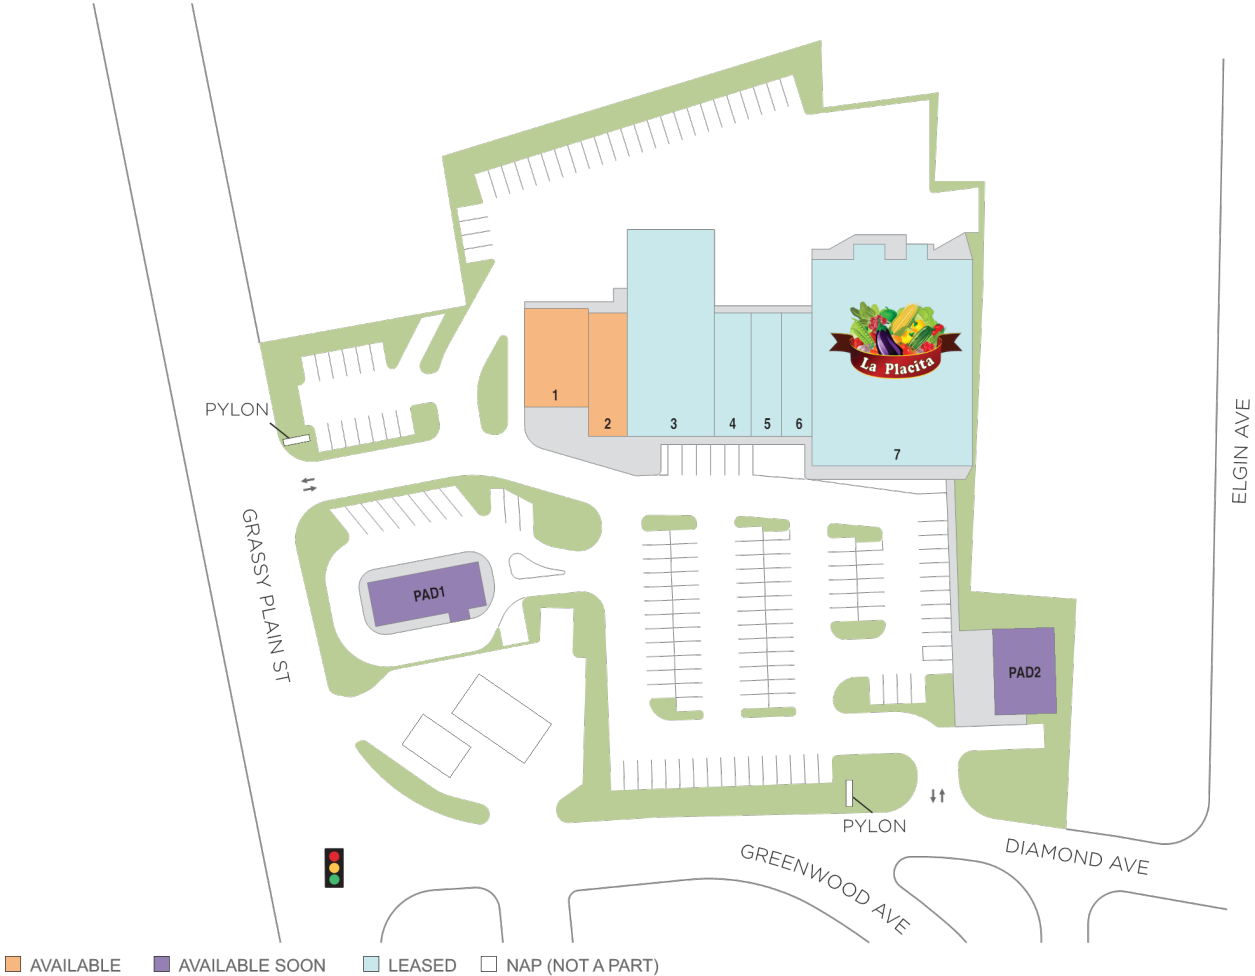 La Placita
1
2
3
4
5
6
7
PYLON
ELGIN AVE
GRASSY PLAIN ST
PAD1
PAD2
PYLON
GREENWOOD AVE
DIAMOND AVE
AVAILABLE
AVAILABLE SOON
LEASED
NAP (NOT A PART)